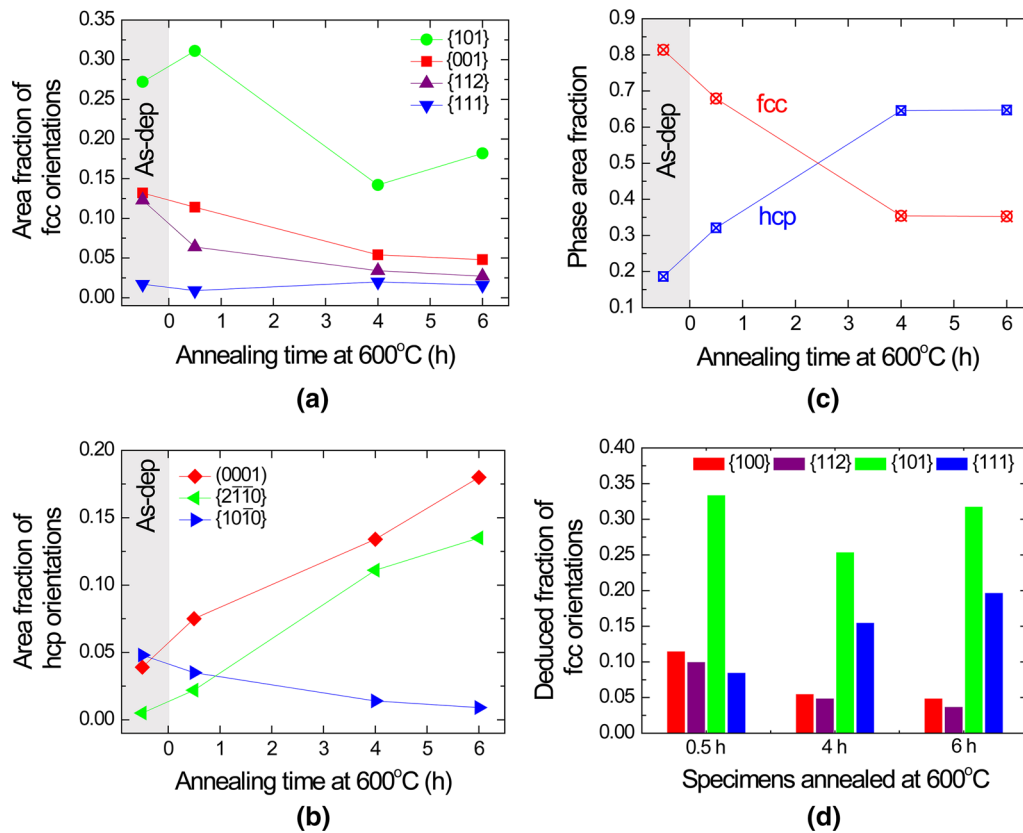 0.35
0.30
0.25
0.20
0.15
0.10
0.05
0.00
Area fraction of
fcc orientations
As-dep
{101}
{001}
{112}
{111}
0 1 2 3 4 5 6
Annealing time at 600°C (h)
(a)
0.9
0.8
0.7
0.6
0.5
0.4
0.3
0.2
0.1
Phase area fraction
As-dep
fcc
hcp
0 1 2 3 4 5 6
Annealing time at 600°C (h)
(c)
0.20
0.15
0.10
0.05
0.00
Area fraction of
hcp orientations
As-dep
(0001)
{21̅1̅0}
{101̅0}
0 1 2 3 4 5 6
Annealing time at 600°C (h)
(b)
0.40
0.35
0.30
0.25
0.20
0.15
0.10
0.05
0.00
Deduced fraction of
fcc orientations
{100} {112} {101} {111}
0.5 h 4 h 6 h
Specimens annealed at 600°C
(d)